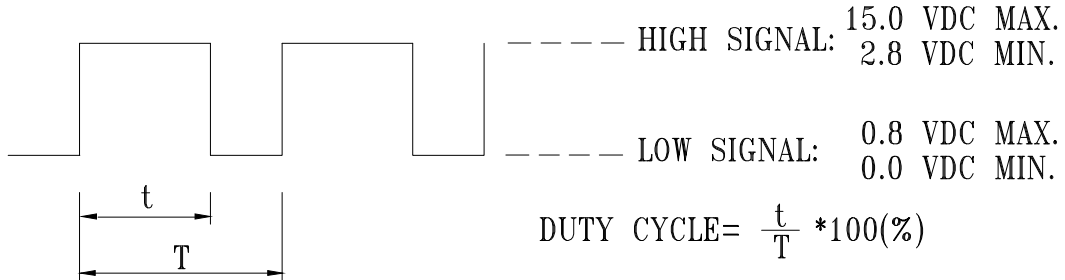 HIGH SIGNAL: 15.0 VDC MAX.
2.8 VDC MIN.
LOW SIGNAL: 0.8 VDC MAX.
0.0 VDC MIN.
t
T
DUTY CYCLE= t/T *100(%)